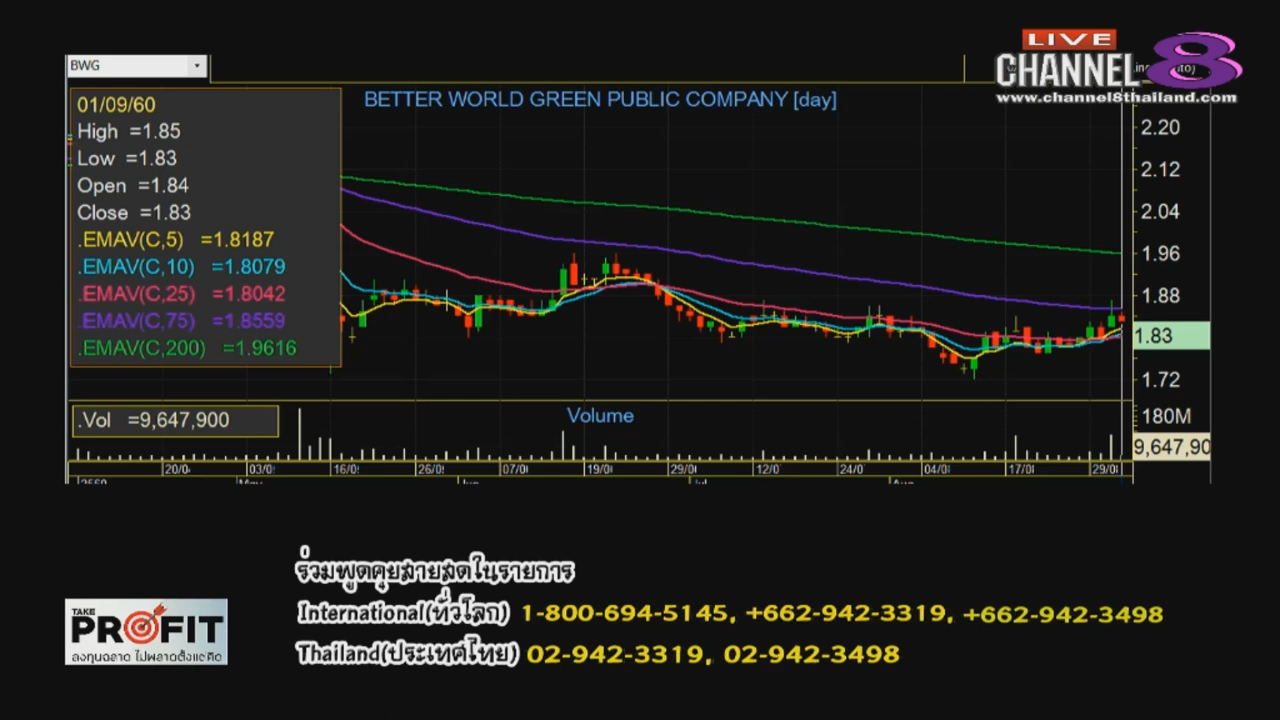 BWG
LIVE
CHANNEL 8
www.channel8thailand.com
BETTER WORLD GREEN PUBLIC COMPANY [day]
01/09/60
High =1.85
Low =1.83
Open =1.84
Close =1.83
.EMAV(C,5) =1.8187
.EMAV(C,10) =1.8079
.EMAV(C,25) =1.8042
.EMAV(C,75) =1.8559
.EMAV(C,200) =1.9616
2.20
2.12
2.04
1.96
1.88
1.83
1.72
.Vol =9,647,900
Volume
180M
9,647,90
20/0 03/0 16/0 26/0 07/0 19/0 29/0 12/0 24/0 04/0 17/0 29/0
ร่วมพูดคุยสายสดในรายการ
International(ทั่วโลก) 1-800-694-5145, +662-942-3319, +662-942-3498
Thailand(ประเทศไทย) 02-942-3319, 02-942-3498
TAKE
PROFIT
ลงทุนฉลาด ไม่พลาดตั้งแต่คิด